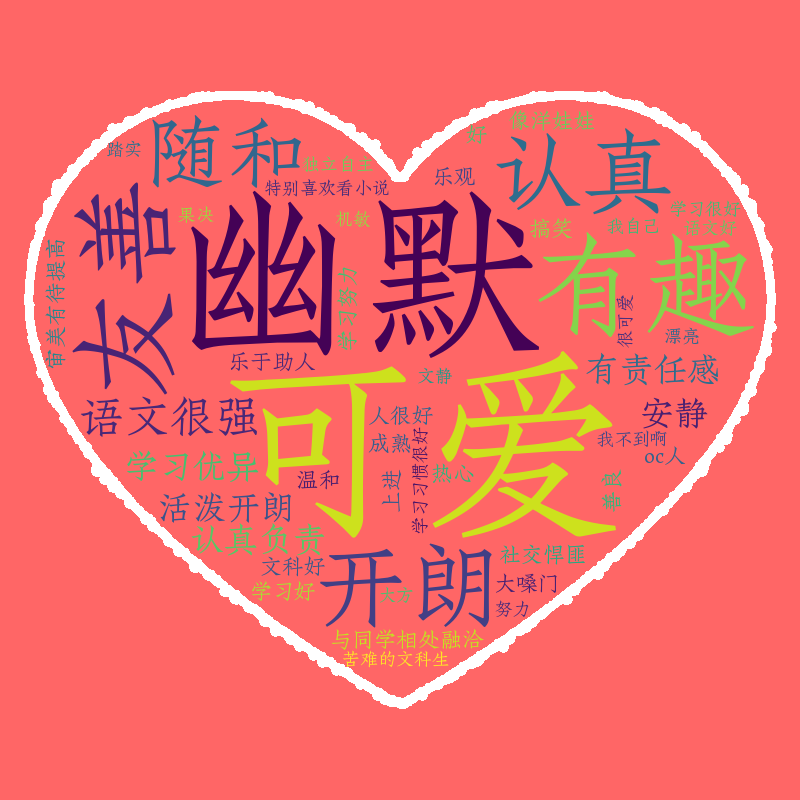 像洋娃娃
好
踏实
随和
独立自主
认真
乐观
特别喜欢看小说
学习很好
果决
机敏
搞笑
我自己
语文好
友善
幽默
有趣
审美有待提高
学习努力
很可爱
漂亮
乐于助人
文静
有责任感
可爱
语文很强
人很好
安静
成熟
学习习惯很好
我不到啊
oc人
学习优异
温和
上进
热心
善良
活泼开朗
认真负责
开朗
社交悍匪
文科好
大嗓门
学习好
大方
努力
与同学相处融洽
苦难的文科生